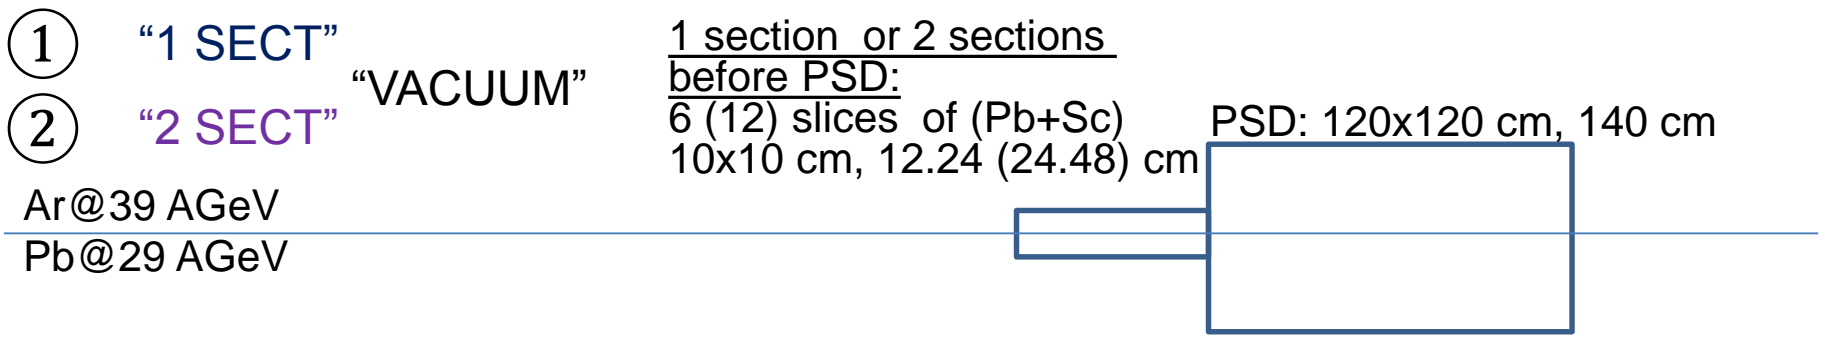 ① “1 SECT”
“VACUUM”
② “2 SECT”
1 section or 2 sections
before PSD:
6 (12) slices of (Pb+Sc)
10x10 cm, 12.24 (24.48) cm
PSD: 120x120 cm, 140 cm
Ar@39 AGeV
Pb@29 AGeV